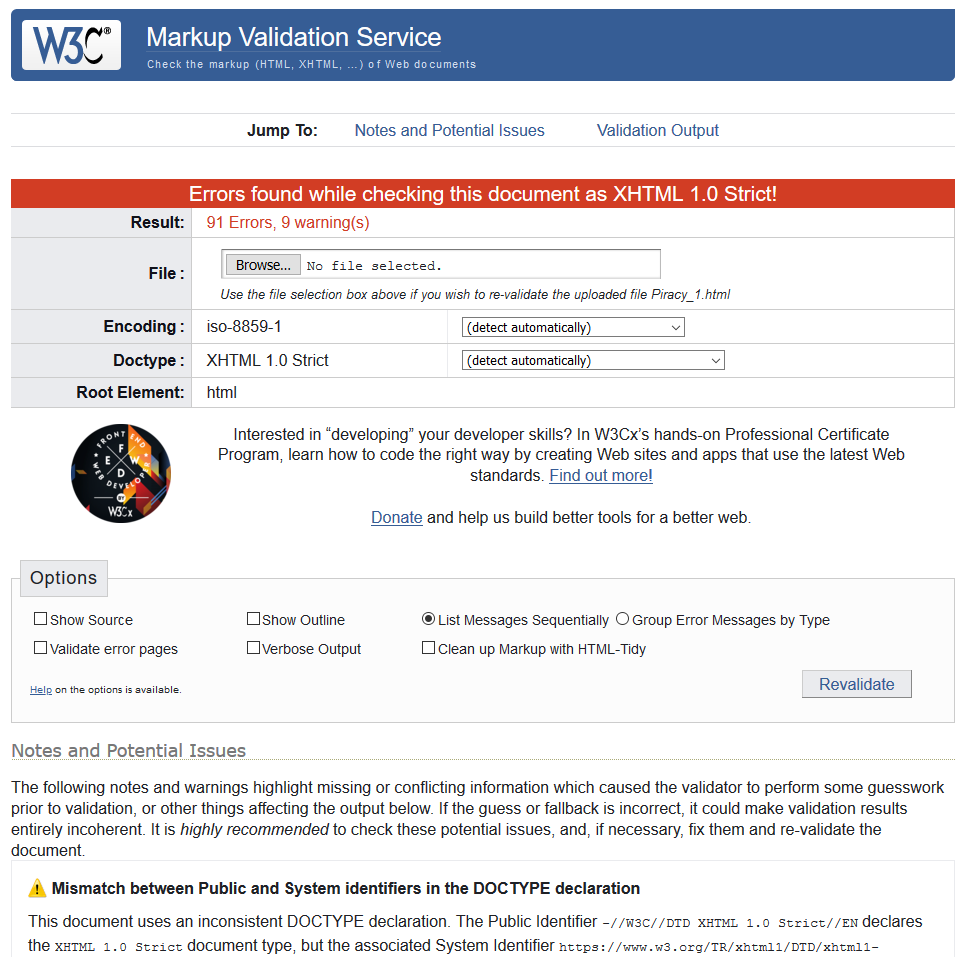 W3C®
Markup Validation Service
Check the markup (HTML, XHTML, …) of Web documents
Jump To: Notes and Potential Issues Validation Output
Errors found while checking this document as XHTML 1.0 Strict!
Result: 91 Errors, 9 warning(s)
File : Browse... No file selected.
Use the file selection box above if you wish to re-validate the uploaded file Piracy_1.html
Encoding : iso-8859-1 (detect automatically)
Doctype : XHTML 1.0 Strict (detect automatically)
Root Element: html
FRONT END
E F W D
WEB DEVELOPER
BY
W3Cx
Interested in “developing” your developer skills? In W3Cx’s hands-on Professional Certificate
Program, learn how to code the right way by creating Web sites and apps that use the latest Web
standards. Find out more!
Donate and help us build better tools for a better web.
Options
Show Source Show Outline List Messages Sequentially Group Error Messages by Type
Validate error pages Verbose Output Clean up Markup with HTML-Tidy
Help on the options is available.
Revalidate
Notes and Potential Issues
The following notes and warnings highlight missing or conflicting information which caused the validator to perform some guesswork
prior to validation, or other things affecting the output below. If the guess or fallback is incorrect, it could make validation results
entirely incoherent. It is highly recommended to check these potential issues, and, if necessary, fix them and re-validate the
document.
Mismatch between Public and System identifiers in the DOCTYPE declaration
This document uses an inconsistent DOCTYPE declaration. The Public Identifier -//W3C//DTD XHTML 1.0 Strict//EN declares
the XHTML 1.0 Strict document type, but the associated System Identifier https://www.w3.org/TR/xhtml1/DTD/xhtml1-